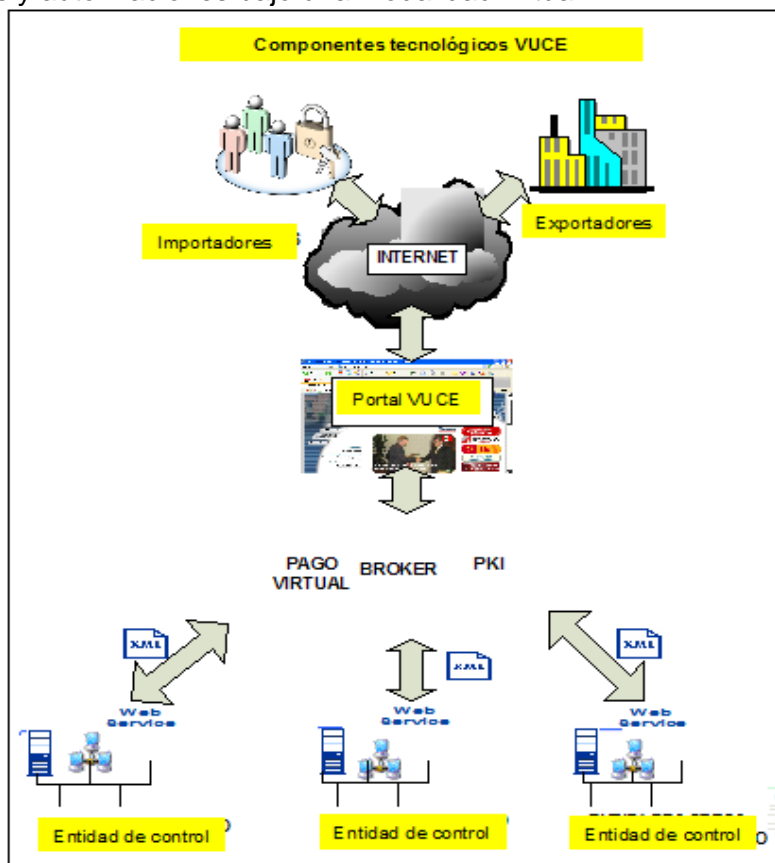 Componentes tecnológicos VUCE
Importadores
Exportadores
INTERNET
Portal VUCE
PAGO
VIRTUAL
BROKER
PKI
XML
XML
XML
Web
Service
Web
Service
Web
Service
Entidad de control
Entidad de control
Entidad de control